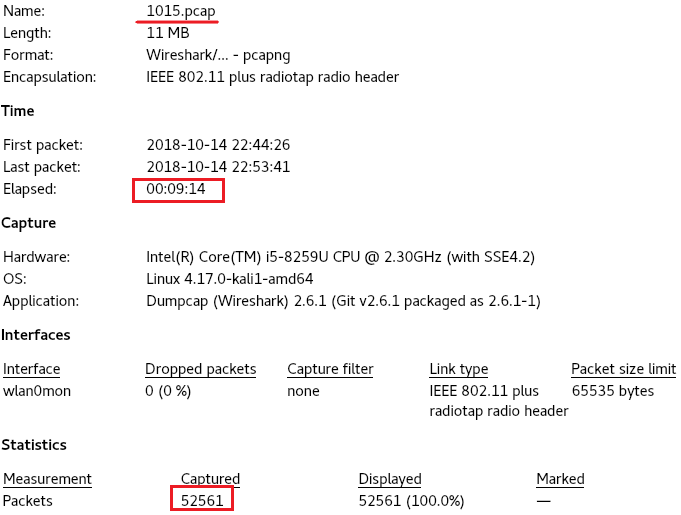 Name: 1015.pcap
Length: 11 MB
Format: Wireshark/... - pcapng
Encapsulation: IEEE 802.11 plus radiotap radio header
Time
First packet: 2018-10-14 22:44:26
Last packet: 2018-10-14 22:53:41
Elapsed: 00:09:14
Capture
Hardware: Intel(R) Core(TM) i5-8259U CPU @ 2.30GHz (with SSE4.2)
OS: Linux 4.17.0-kali1-amd64
Application: Dumpcap (Wireshark) 2.6.1 (Git v2.6.1 packaged as 2.6.1-1)
Interfaces
Interface Dropped packets Capture filter Link type Packet size limit
wlan0mon 0 (0 %) none IEEE 802.11 plus 65535 bytes
radiotap radio header
Statistics
Measurement Captured Displayed Marked
Packets 52561 52561 (100.0%) —